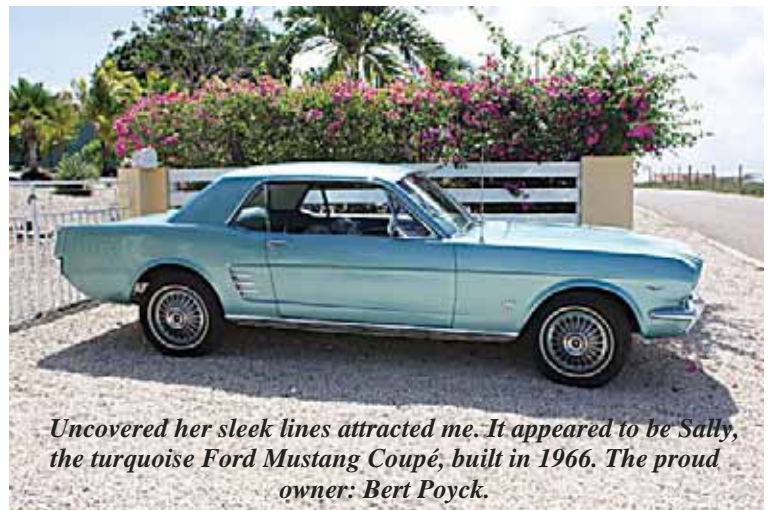 Uncovered her sleek lines attracted me. It appeared to be Sally,
the turquoise Ford Mustang Coupé, built in 1966. The proud
owner: Bert Poyck.